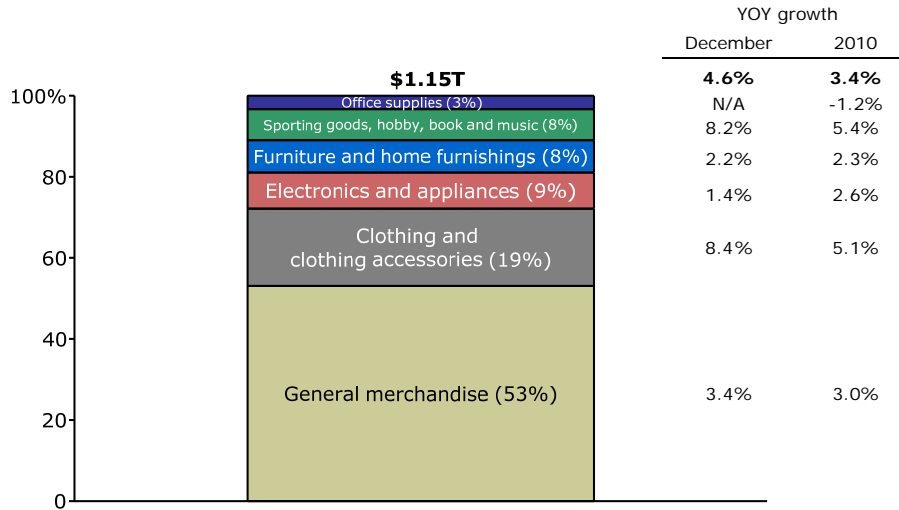 YOY growth
December 2010
$1.15T 4.6% 3.4%
100%
Office supplies (3%) N/A -1.2%
Sporting goods, hobby, book and music (8%) 8.2% 5.4%
Furniture and home furnishings (8%) 2.2% 2.3%
80
Electronics and appliances (9%) 1.4% 2.6%
Clothing and
clothing accessories (19%) 8.4% 5.1%
60
40
General merchandise (53%) 3.4% 3.0%
20
0